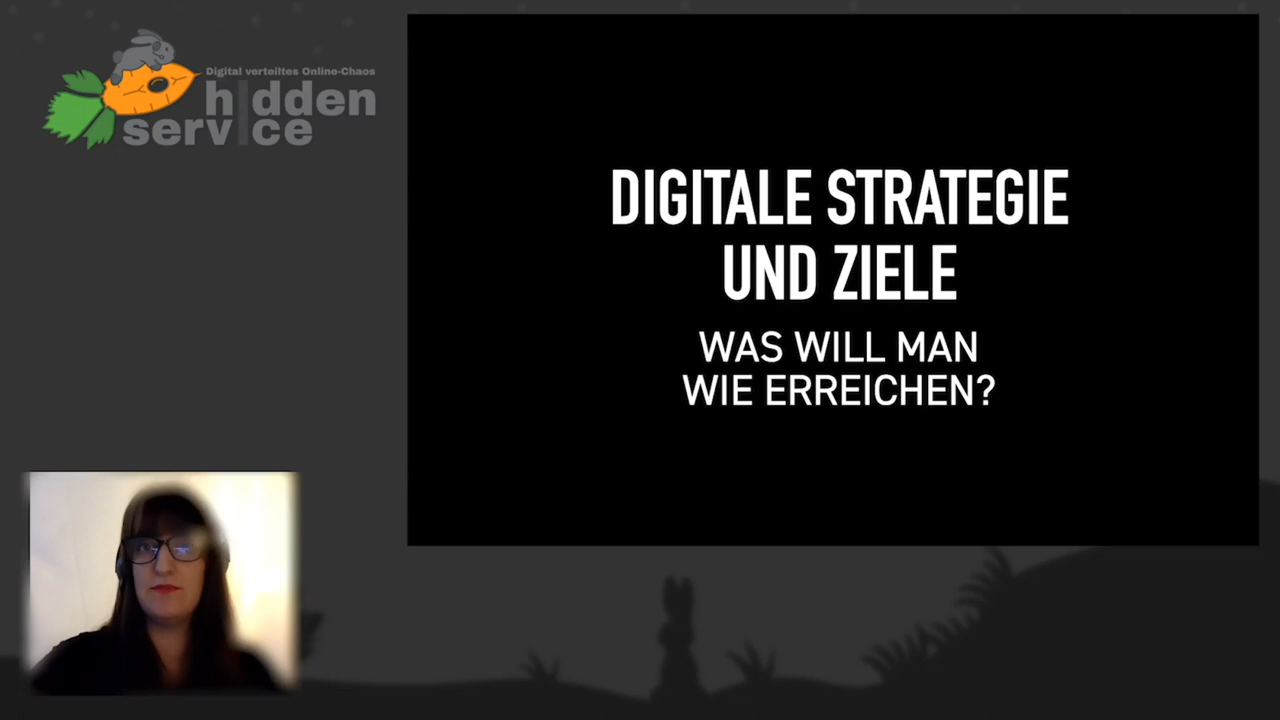 Digital verteiltes Online-Chaos
hidden
service
DIGITALE STRATEGIE
UND ZIELE
WAS WILL MAN
WIE ERREICHEN?